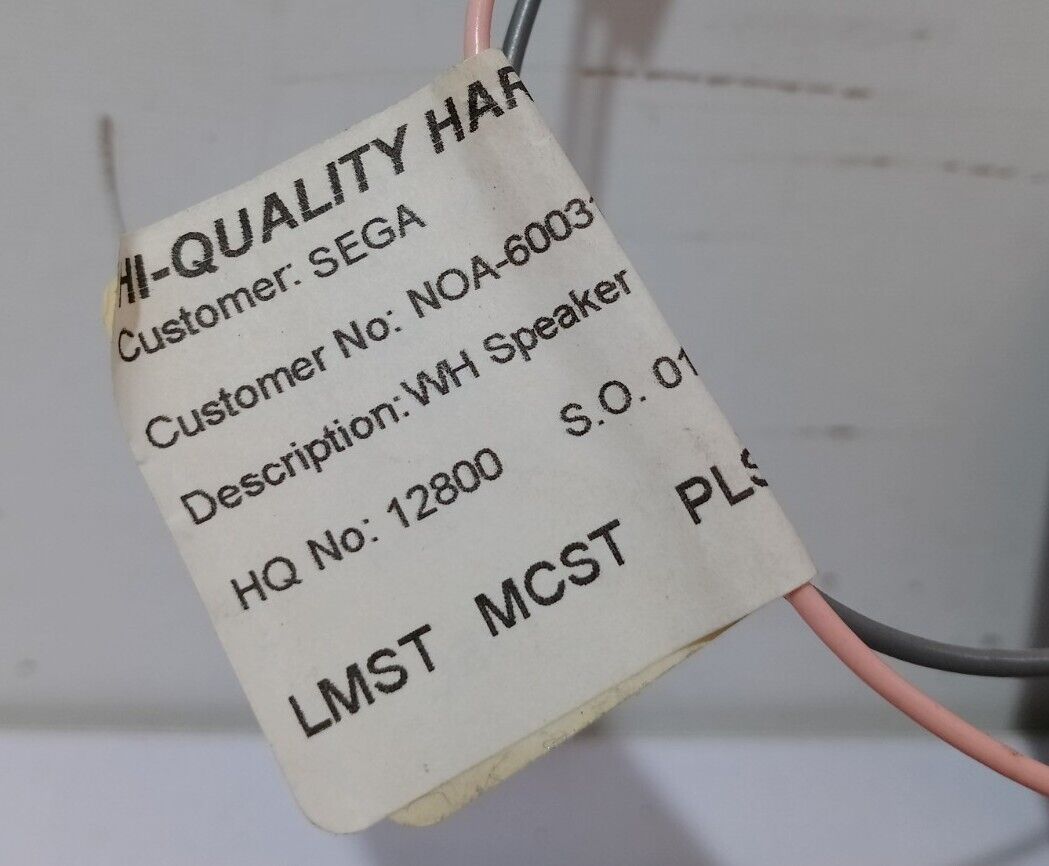 HI-QUALITY HAR
Customer: SEGA
Customer No: NOA-6003
Description: WH Speaker
HQ No: 12800 S.O. 01
LMST MCST PLS